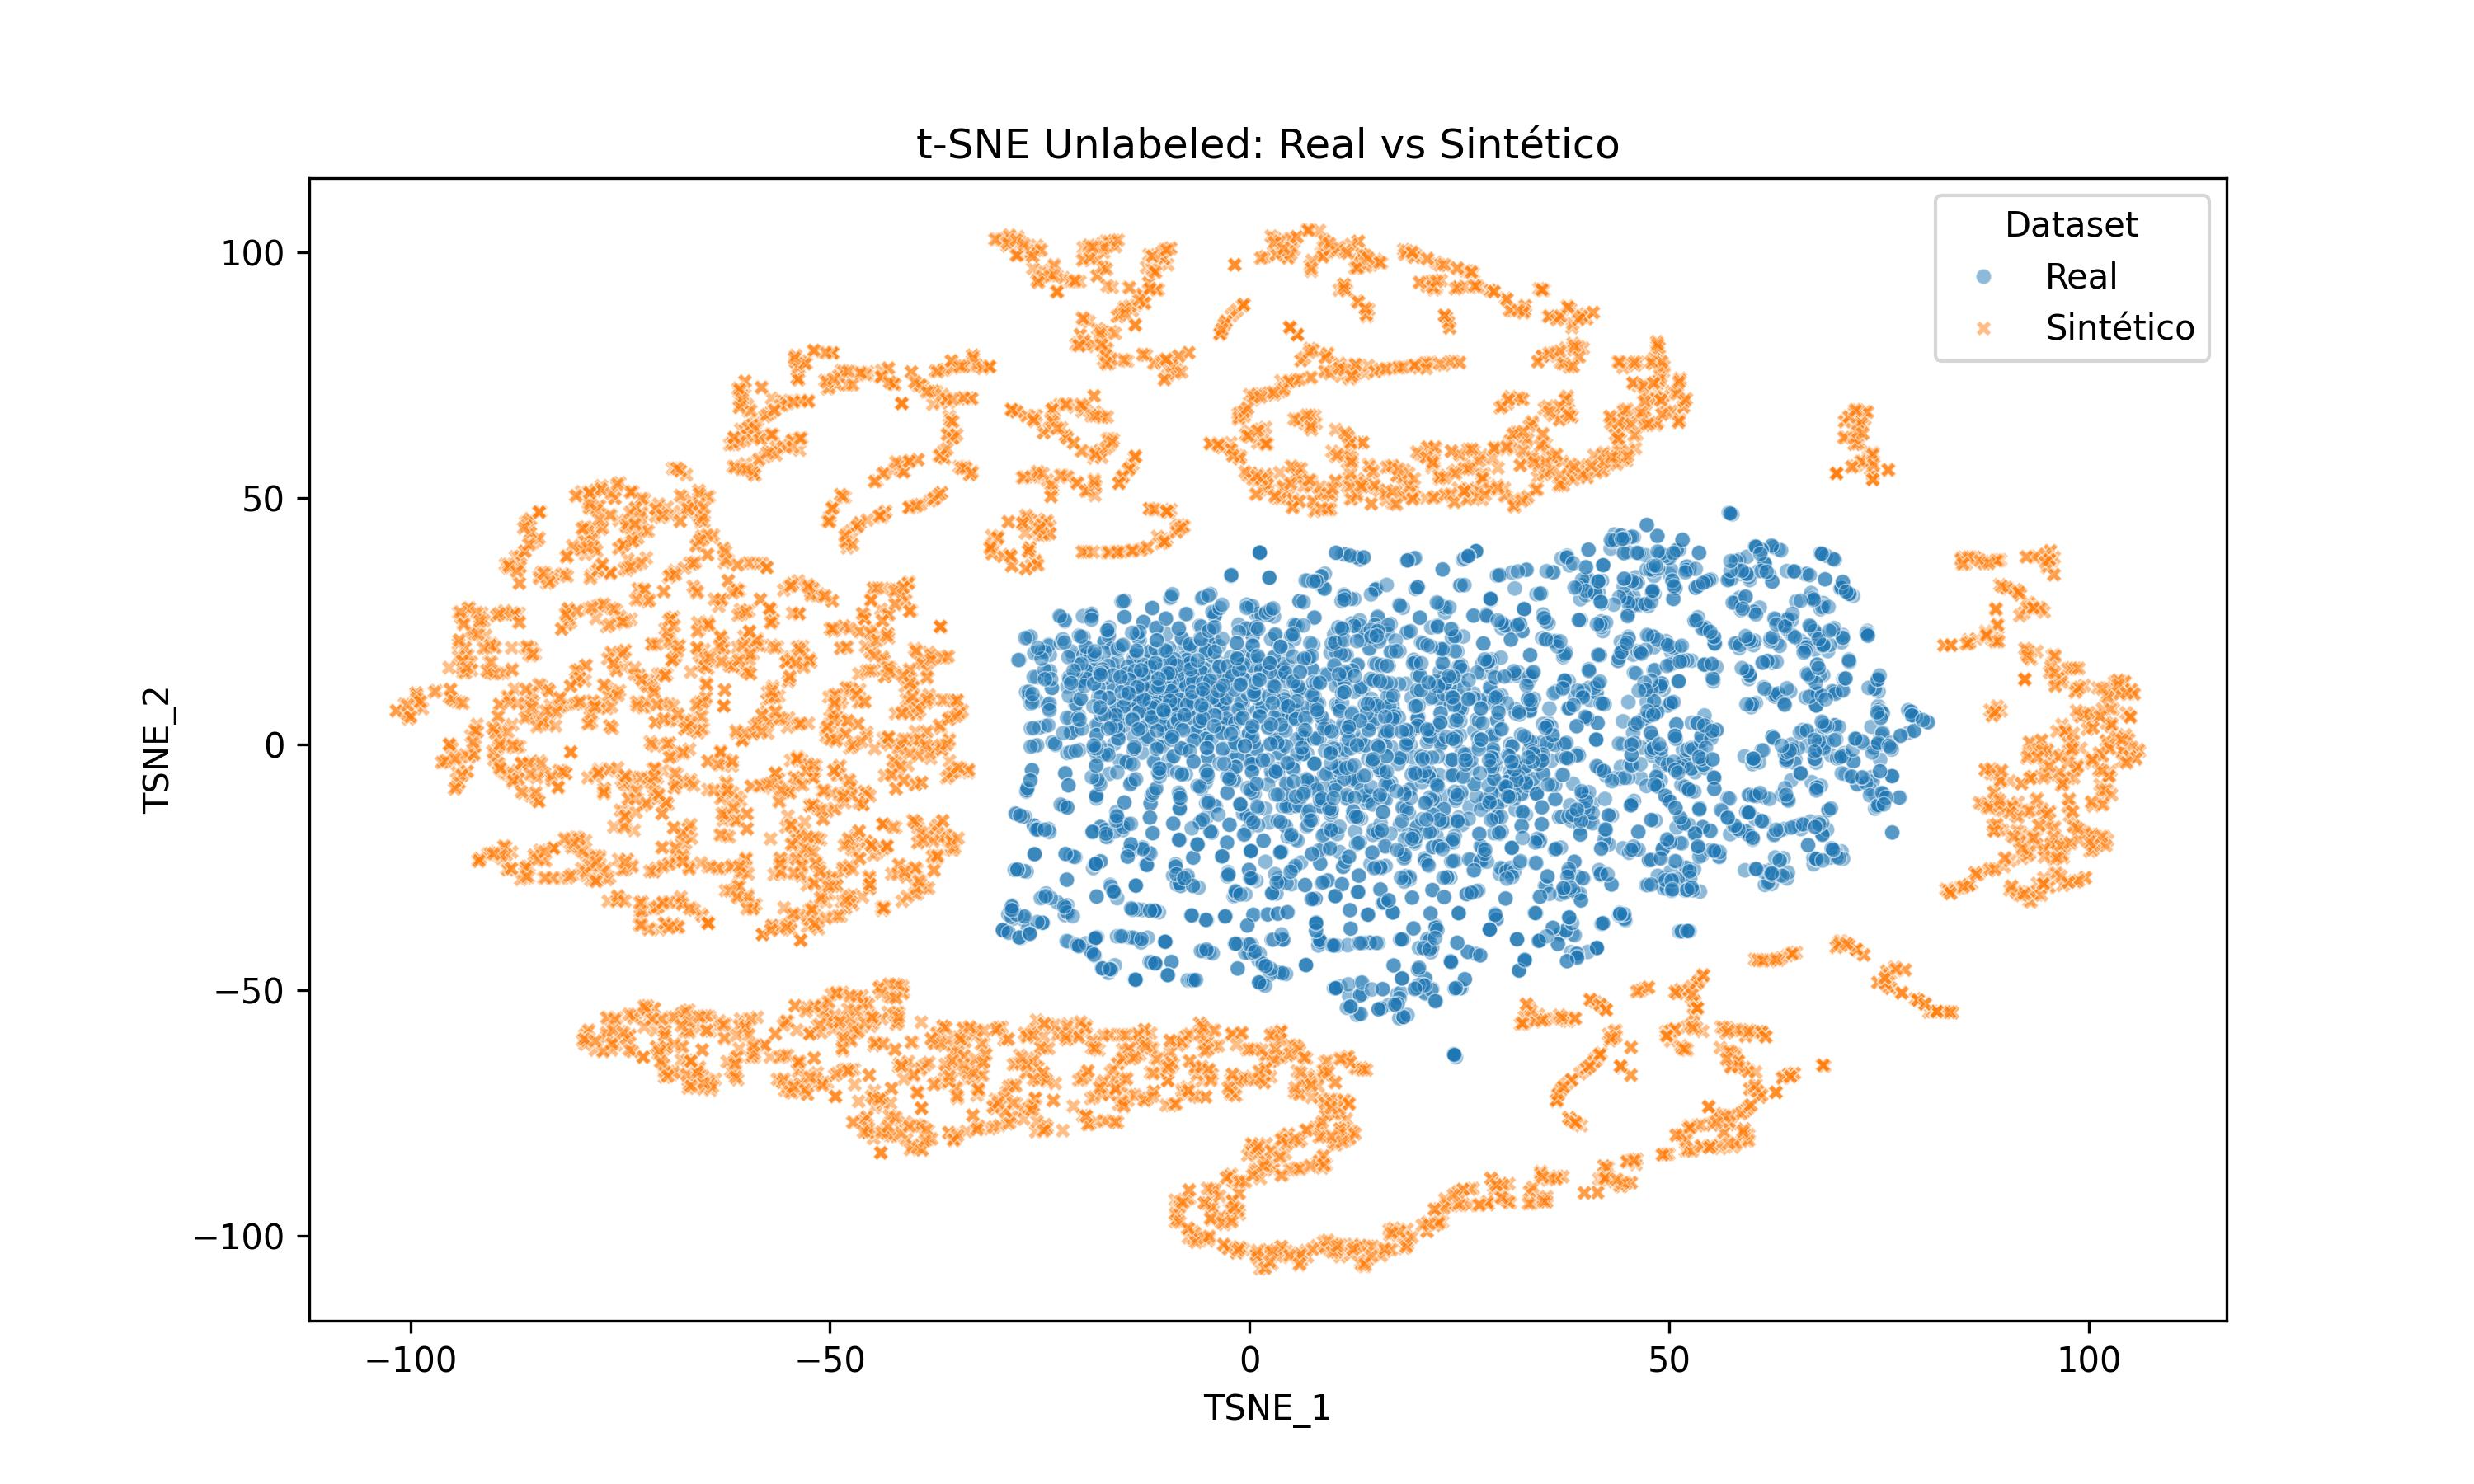 t-SNE Unlabeled: Real vs Sintético
Dataset
Real
Sintético
100
50
0
−50
−100
TSNE_2
−100
−50
0
50
100
TSNE_1